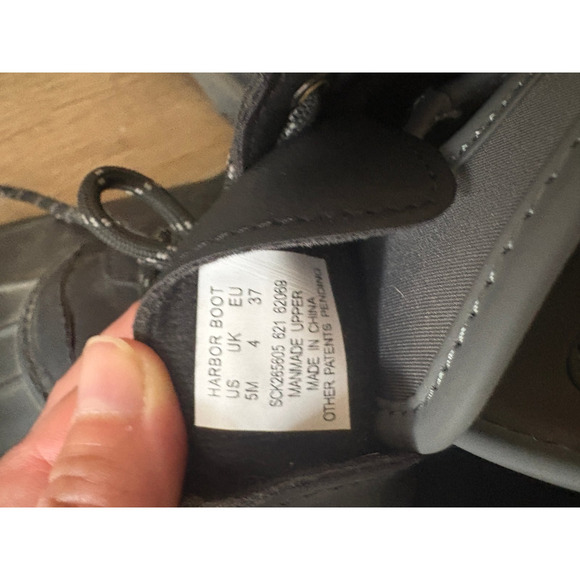 HARBOR BOOT
US UK EU
5M 4 37
SCK265605 621 62069
MANMADE UPPER
MADE IN CHINA
OTHER PATENTS PENDING